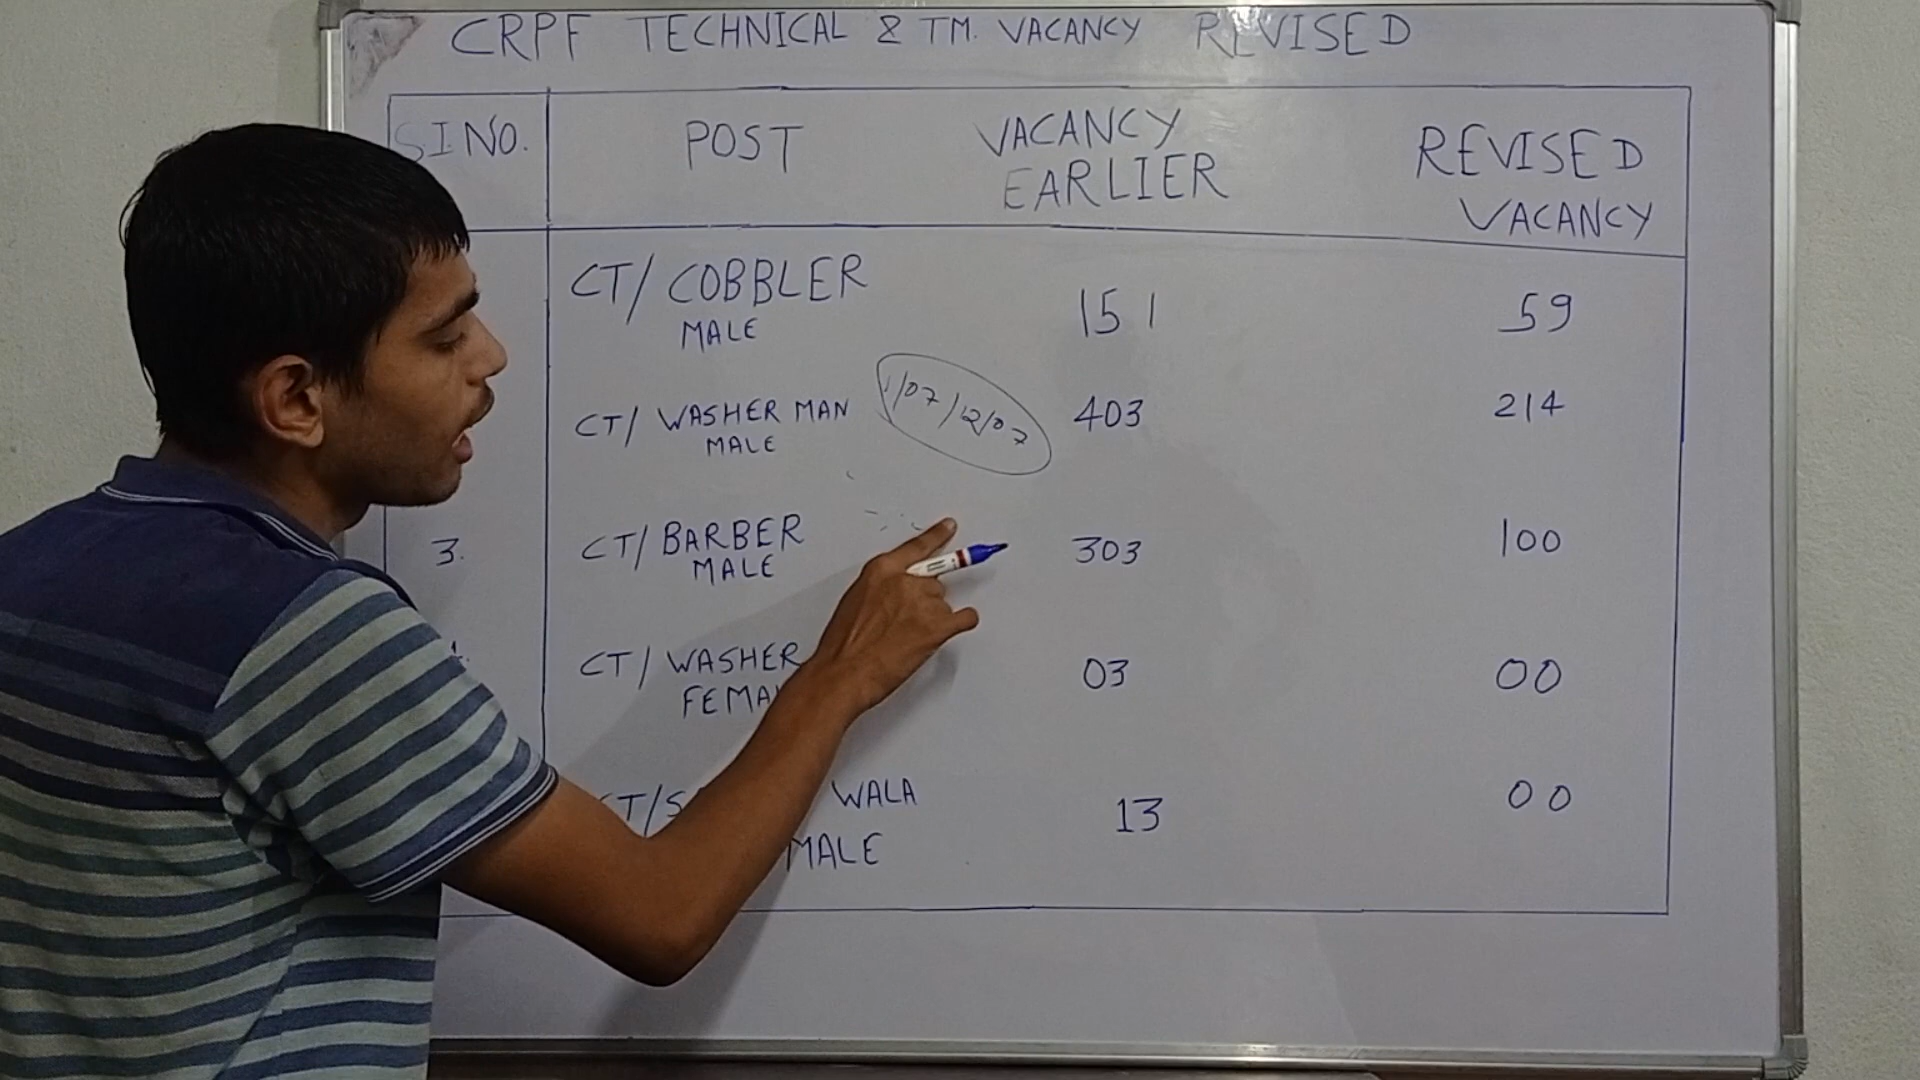 CRPF TECHNICAL & TM. VACANCY REVISED
SI NO. POST VACANCY EARLIER REVISED VACANCY
CT/ COBBLER MALE 151 59
CT/ WASHER MAN MALE 403 214
/07/12/07
3. CT/ BARBER MALE 303 100
CT/ WASHER 03 00
WALA MALE 13 00